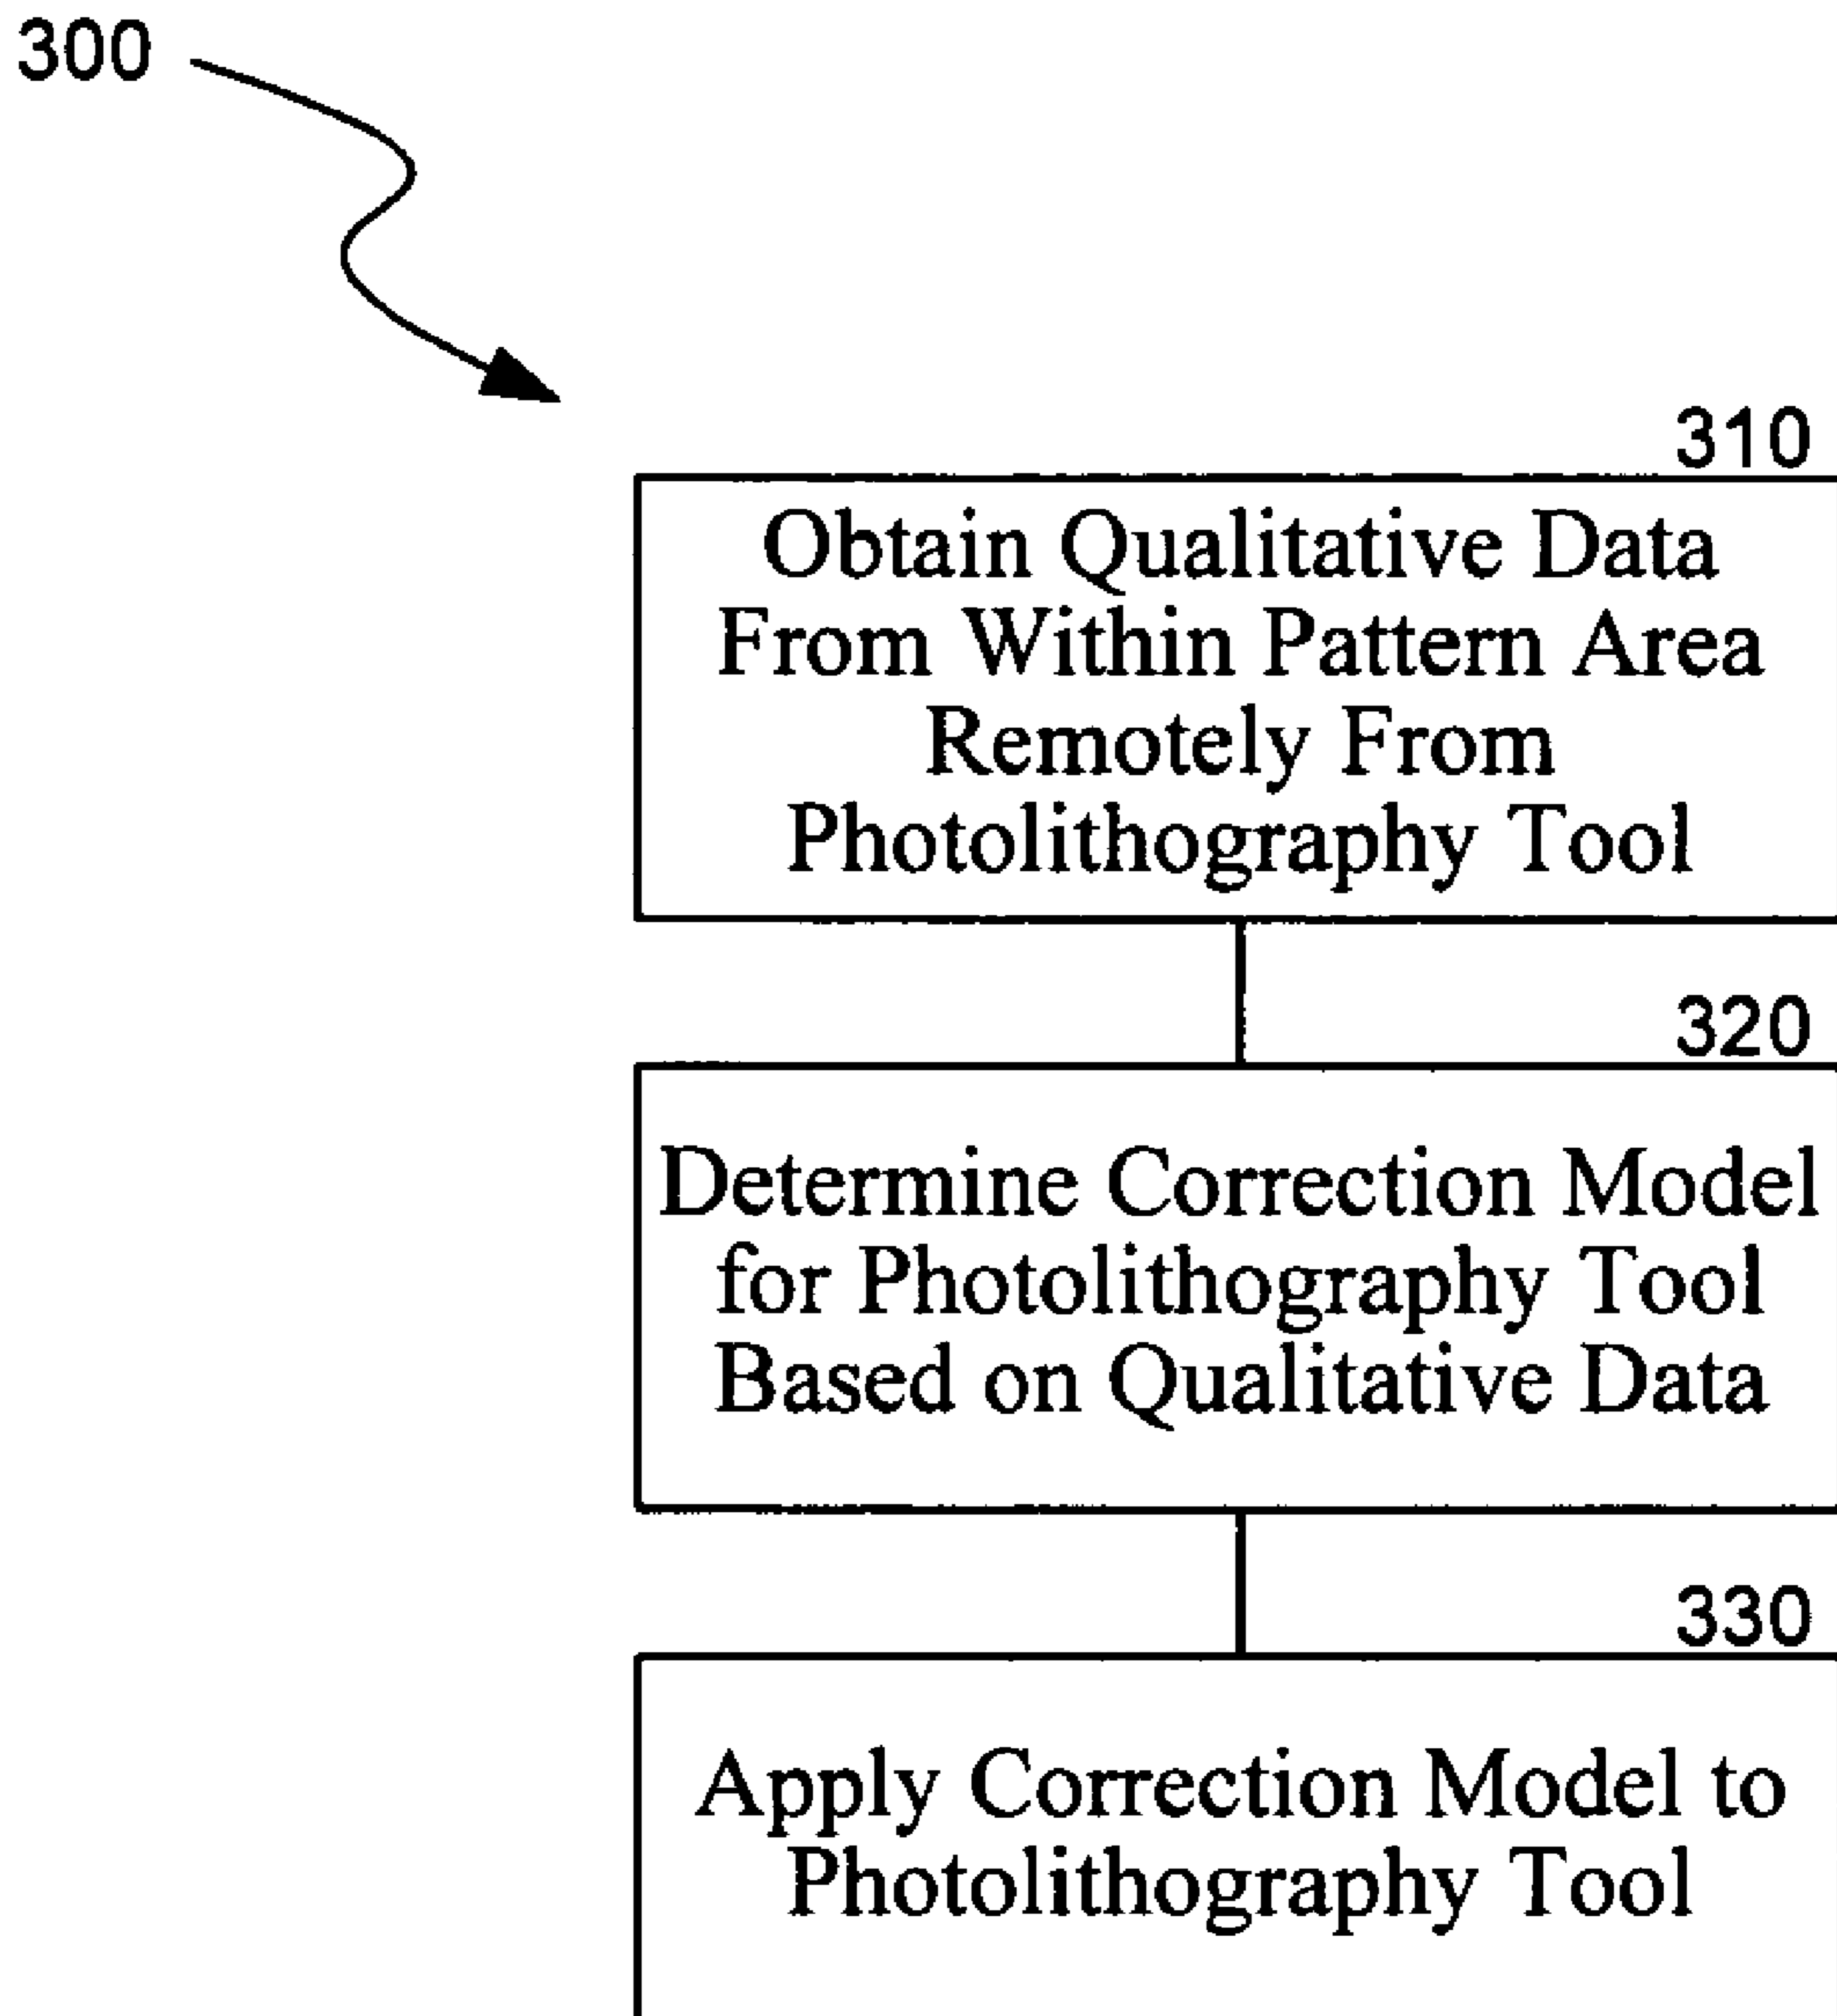 300
310
Obtain Qualitative Data
From Within Pattern Area
Remotely From
Photolithography Tool
320
Determine Correction Model
for Photolithography Tool
Based on Qualitative Data
330
Apply Correction Model to
Photolithography Tool